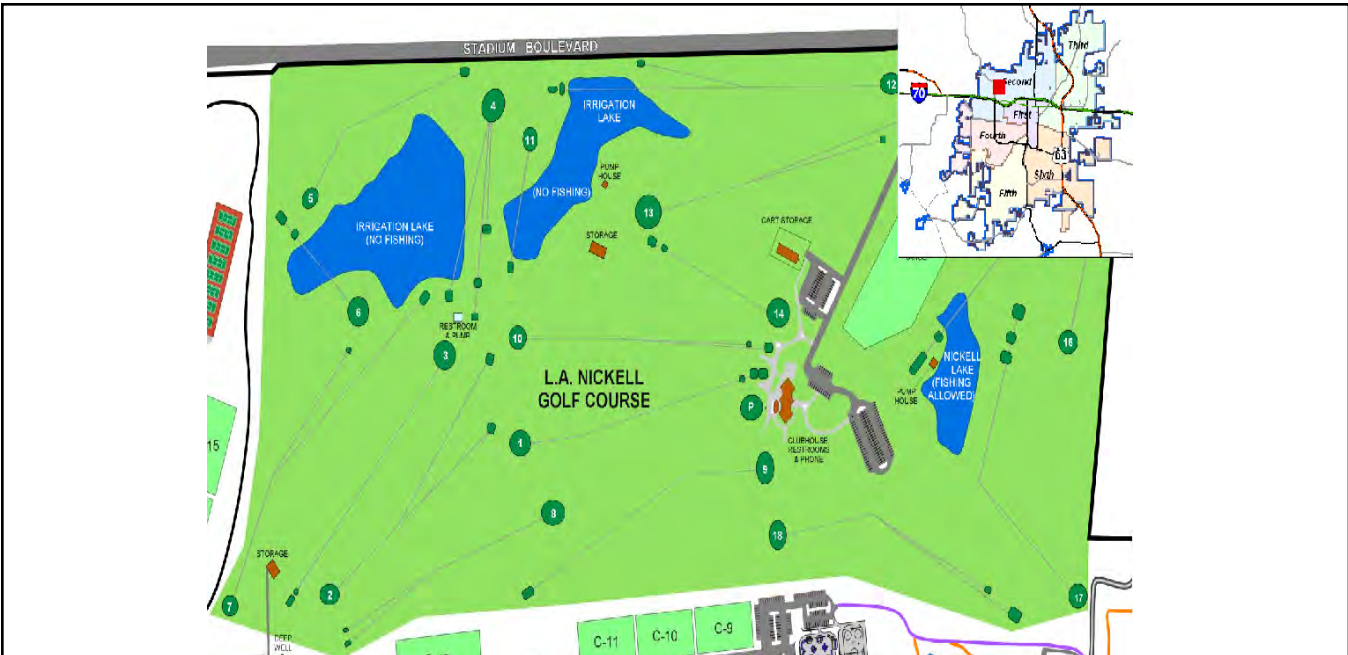 STADIUM BOULEVARD
Third
Second
70
First
Fourth
63
Sixth
Fifth
4
12
IRRIGATION
LAKE
11
PUMP
HOUSE
(NO FISHING)
5
13
CART STORAGE
IRRIGATION LAKE
(NO FISHING)
STORAGE
6
14
RESTROOM
& PUMP
10
3
16
NICKELL
LAKE
(FISHING
ALLOWED)
PUMP
HOUSE
L.A. NICKELL
GOLF COURSE
P
1
CLUBHOUSE
RESTROOMS
& PHONE
15
9
8
18
STORAGE
7
2
17
DEEP
WELL
C-11
C-10
C-9